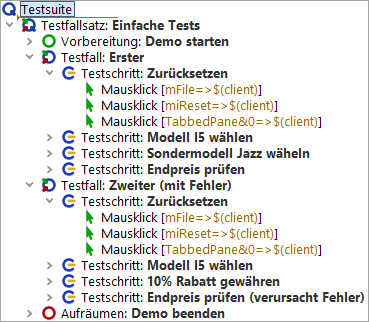 Testsuite
Testfallsatz: Einfache Tests
Vorbereitung: Demo starten
Testfall: Erster
Testschritt: Zurücksetzen
Mausklick [mFile=>$(client)]
Mausklick [miReset=>$(client)]
Mausklick [TabbedPane&0=>$(client)]
Testschritt: Modell I5 wählen
Testschritt: Sondermodell Jazz wäheln
Testschritt: Endpreis prüfen
Testfall: Zweiter (mit Fehler)
Testschritt: Zurücksetzen
Mausklick [mFile=>$(client)]
Mausklick [miReset=>$(client)]
Mausklick [TabbedPane&0=>$(client)]
Testschritt: Modell I5 wählen
Testschritt: 10% Rabatt gewähren
Testschritt: Endpreis prüfen (verursacht Fehler)
Aufräumen: Demo beenden